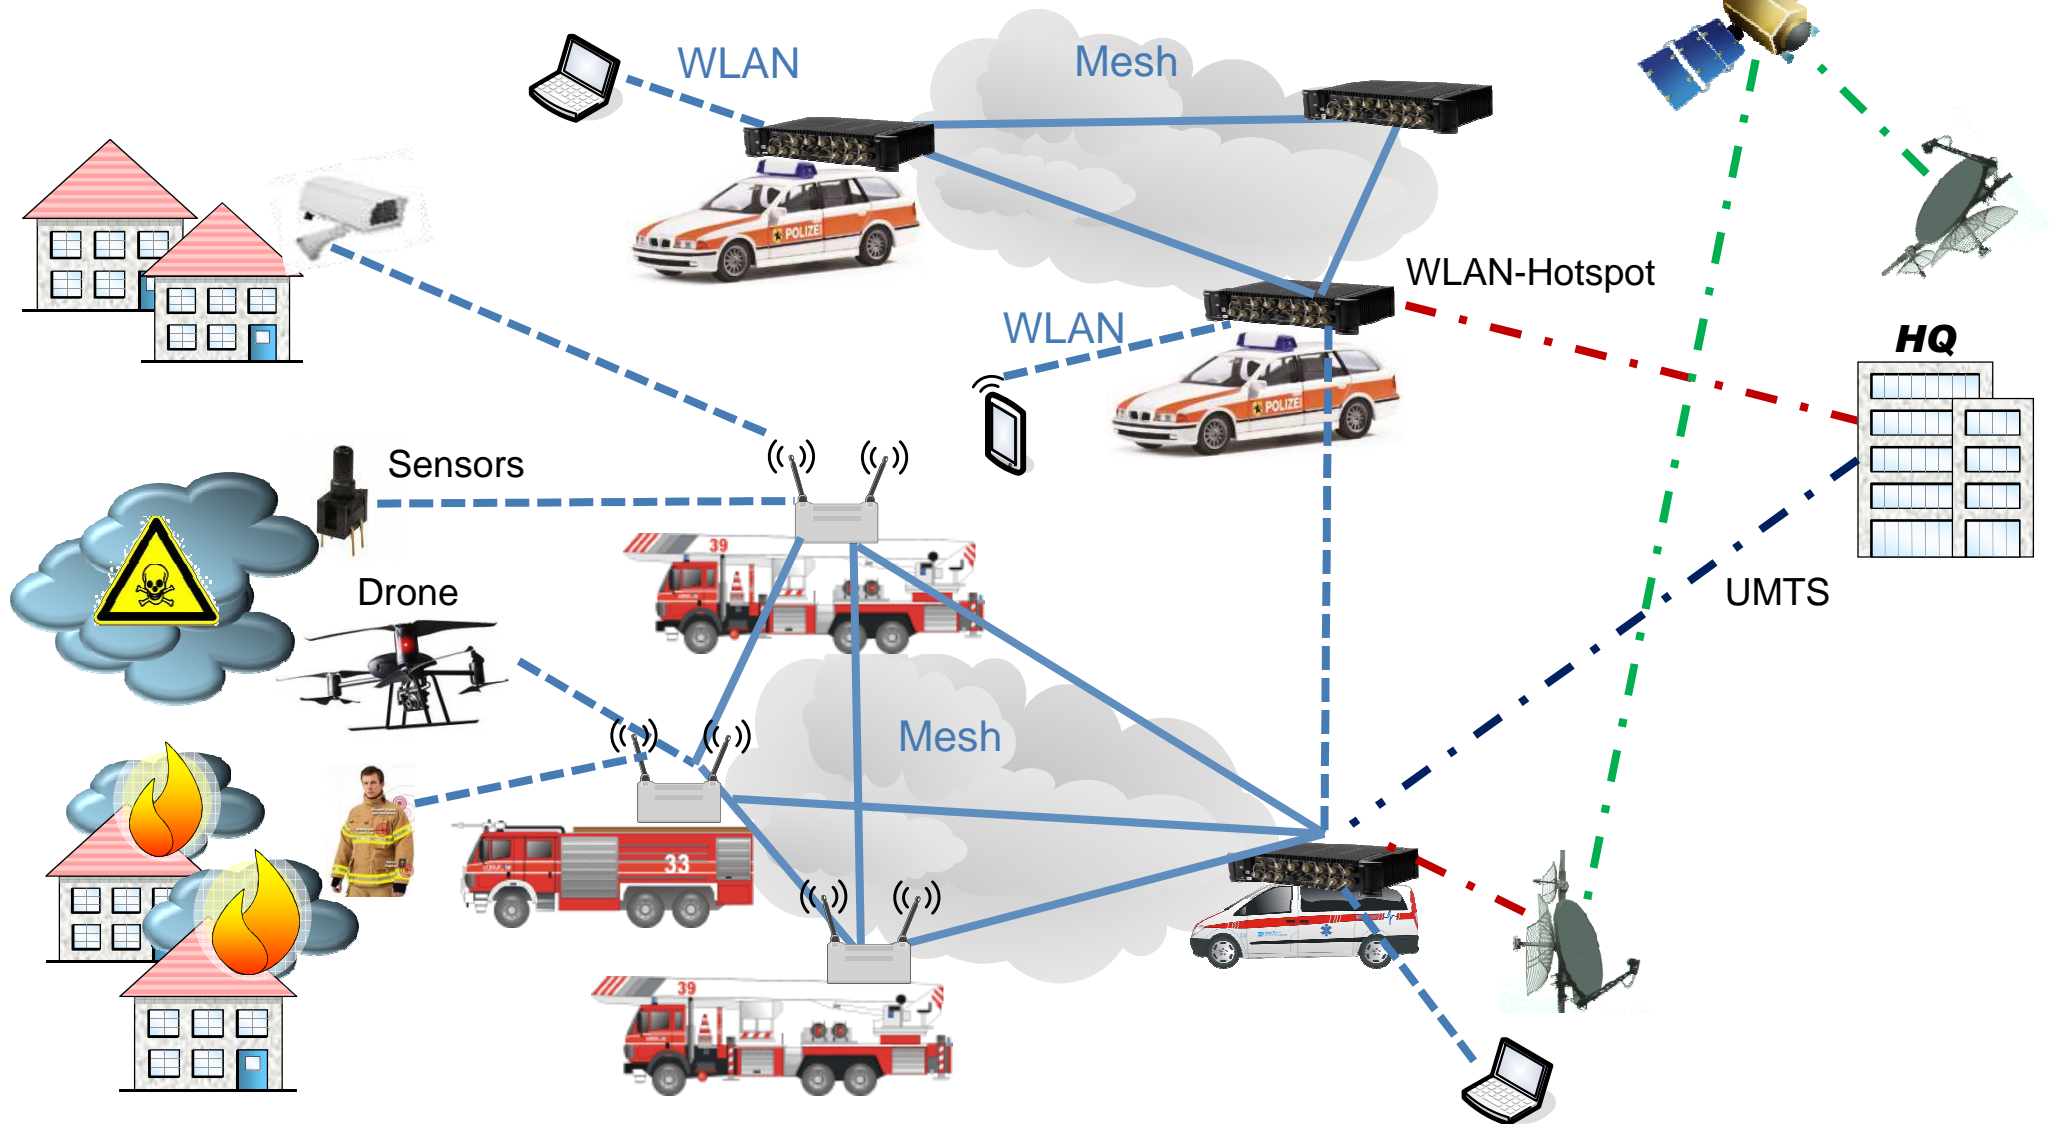 WLAN
Mesh
POLIZEI
WLAN-Hotspot
WLAN
HQ
POLIZEI
Sensors
39
Drone
UMTS
Mesh
33
39